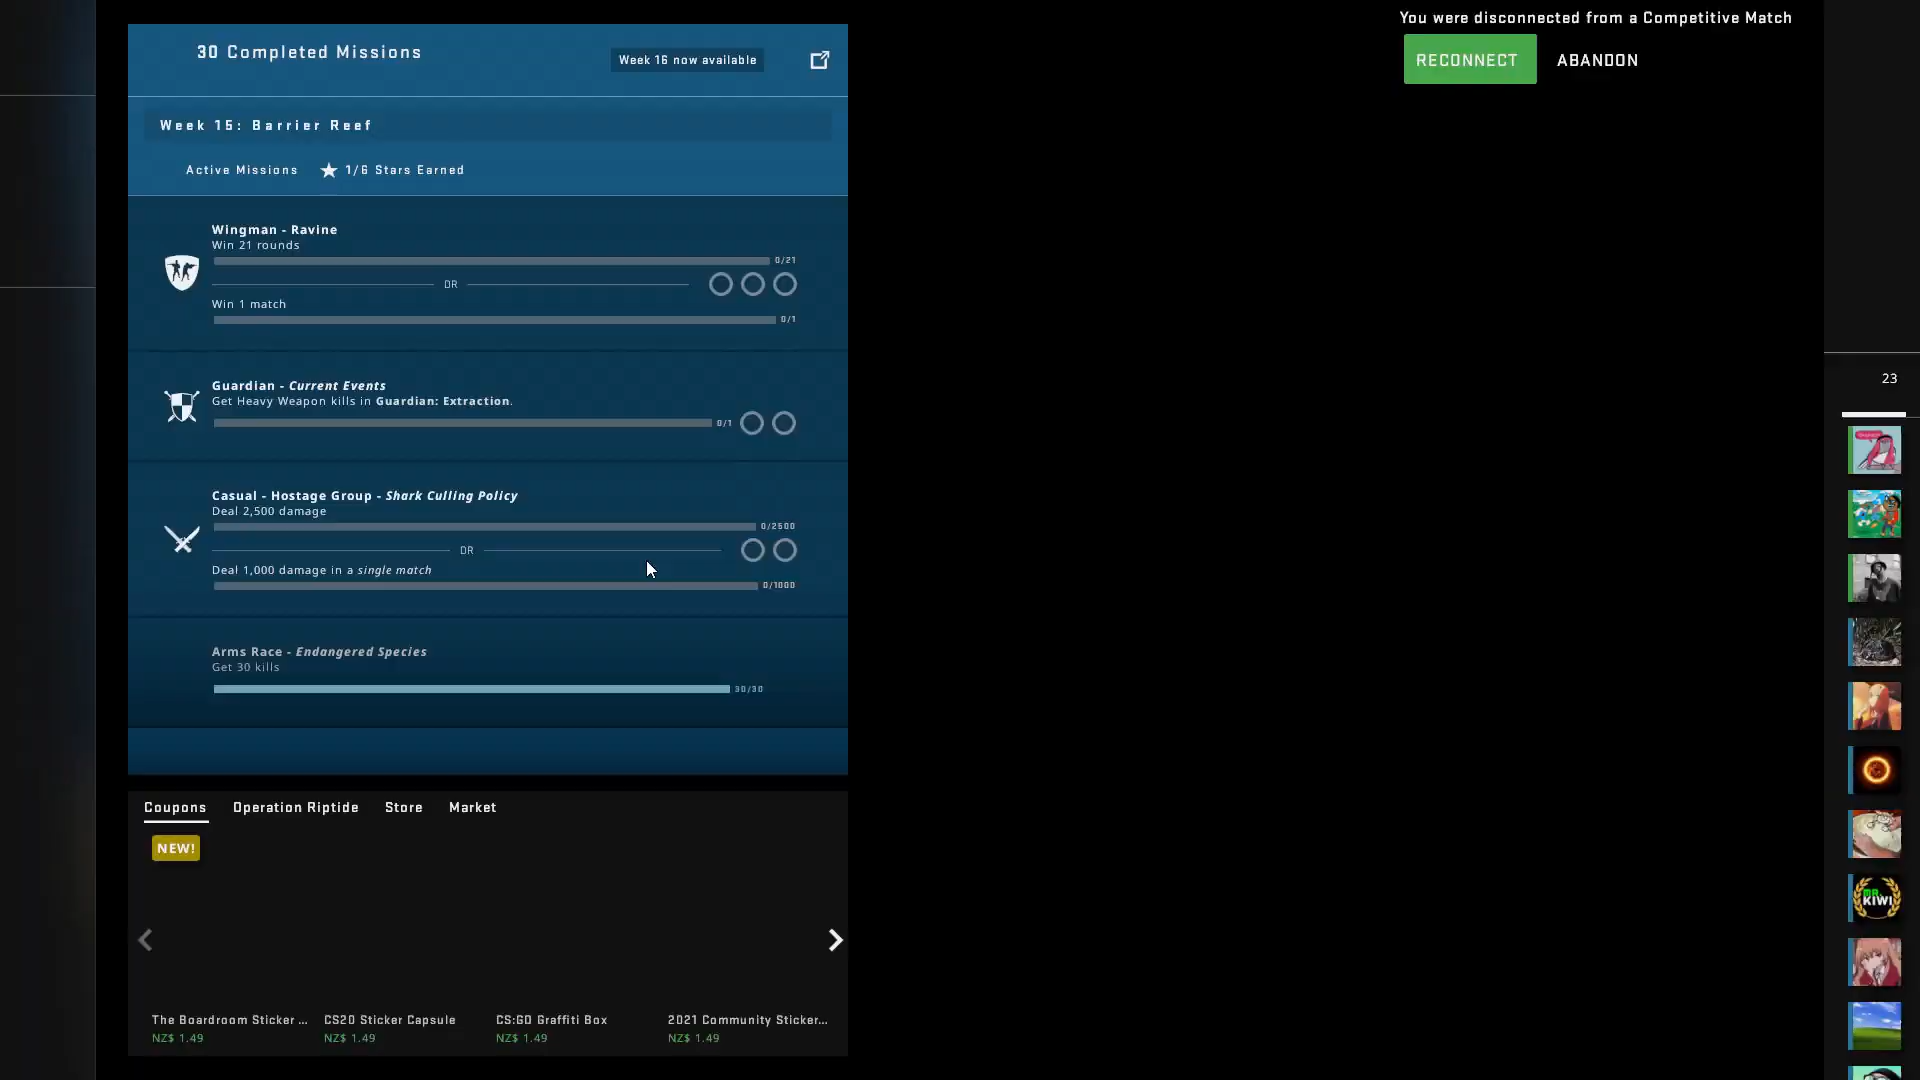 You were disconnected from a Competitive Match
RECONNECT
ABANDON
30 Completed Missions
Week 16 now available
Week 15: Barrier Reef
Active Missions
1/6 Stars Earned
Wingman - Ravine
Win 21 rounds
0/21
OR
Win 1 match
0/1
Guardian - Current Events
Get Heavy Weapon kills in Guardian: Extraction.
0/1
Casual - Hostage Group - Shark Culling Policy
Deal 2,500 damage
0/2500
OR
Deal 1,000 damage in a single match
0/1000
Arms Race - Endangered Species
Get 30 kills
30/30
23
Coupons
Operation Riptide
Store
Market
NEW!
The Boardroom Sticker ...
CS20 Sticker Capsule
CS:GO Graffiti Box
2021 Community Sticker...
NZ$ 1.49
NZ$ 1.49
NZ$ 1.49
NZ$ 1.49
MR.
KIWI